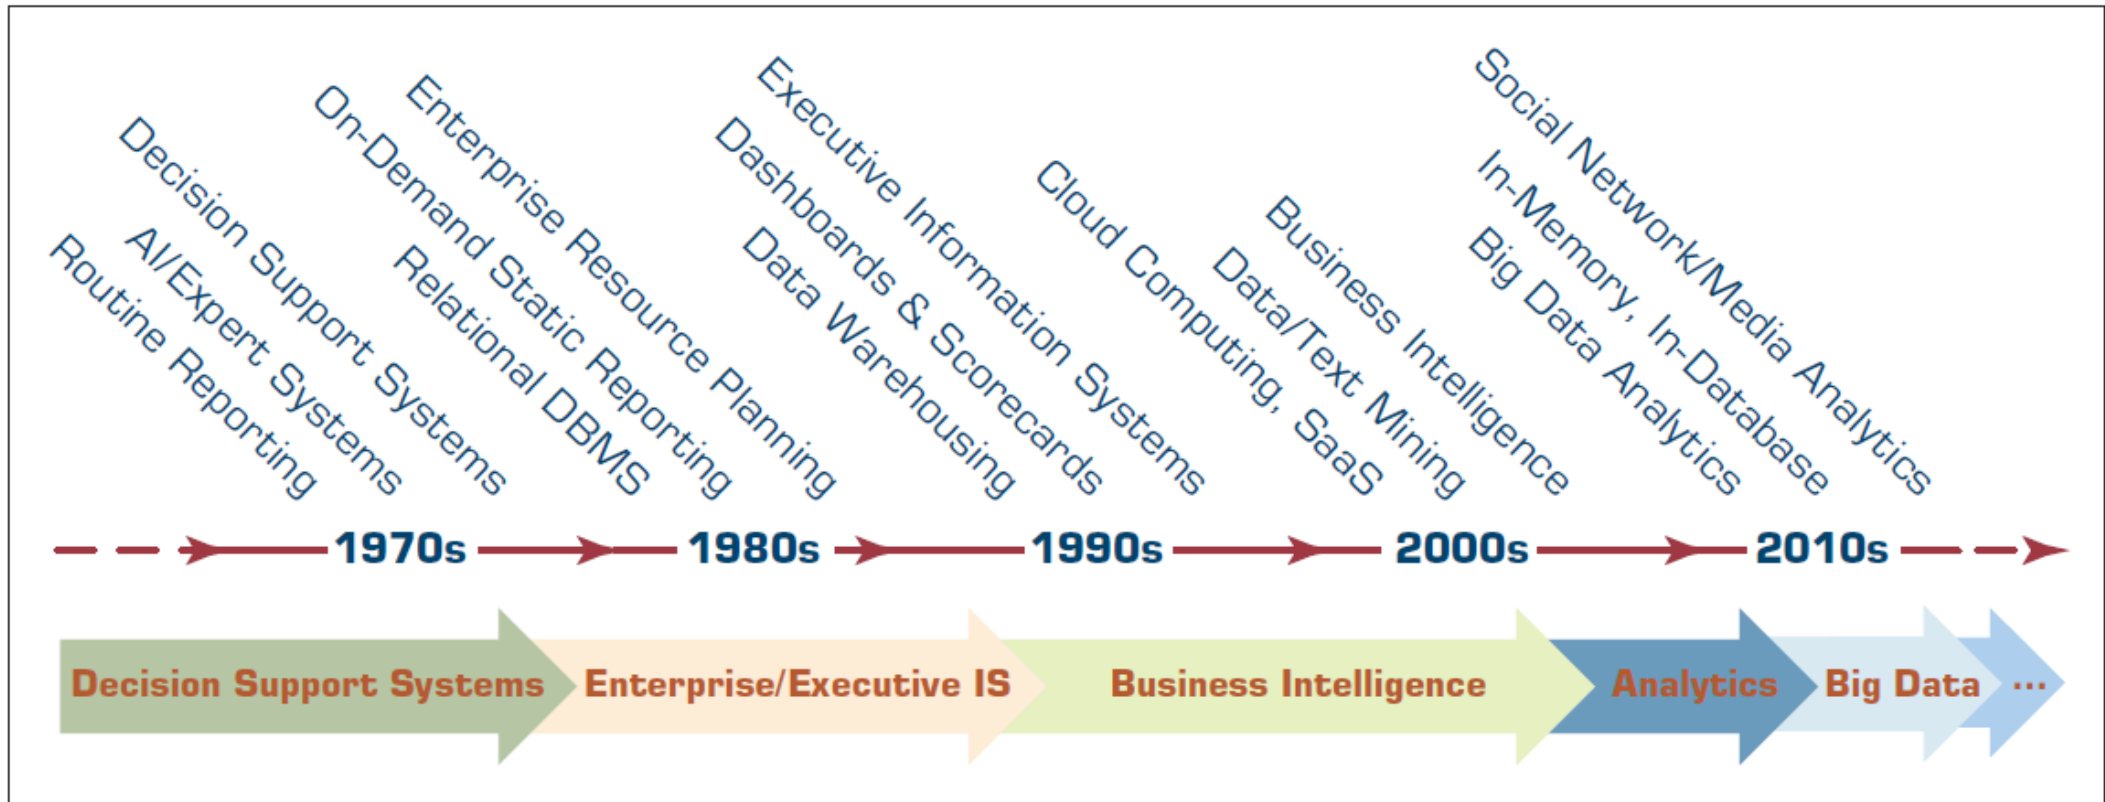 Routine Reporting
AI/Expert Systems
Decision Support Systems
Relational DBMS
On-Demand Static Reporting
Enterprise Resource Planning
Data Warehousing
Dashboards & Scorecards
Executive Information Systems
Cloud Computing, SaaS
Data/Text Mining
Business Intelligence
Big Data Analytics
In-Memory, In-Database
Social Network/Media Analytics
1970s
1980s
1990s
2000s
2010s
Decision Support Systems
Enterprise/Executive IS
Business Intelligence
Analytics
Big Data
...